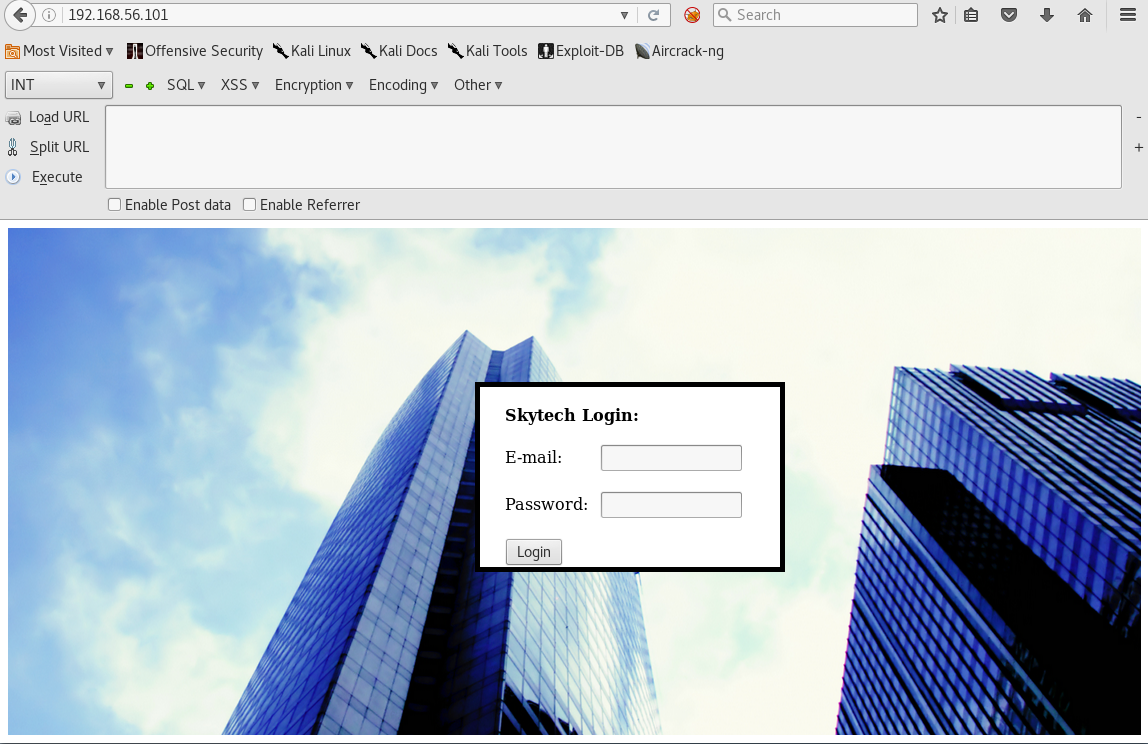 192.168.56.101 Search
Most Visited Offensive Security Kali Linux Kali Docs Kali Tools Exploit-DB Aircrack-ng
INT SQL XSS Encryption Encoding Other
Load URL -
Split URL +
Execute
Enable Post data Enable Referrer
Skytech Login:
E-mail:
Password:
Login